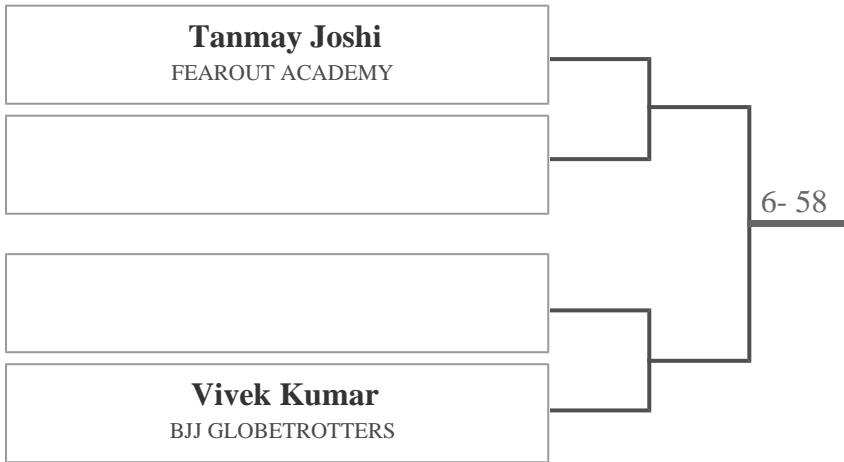 Tanmay Joshi
FEAROUT ACADEMY
6- 58
Vivek Kumar
BJJ GLOBETROTTERS